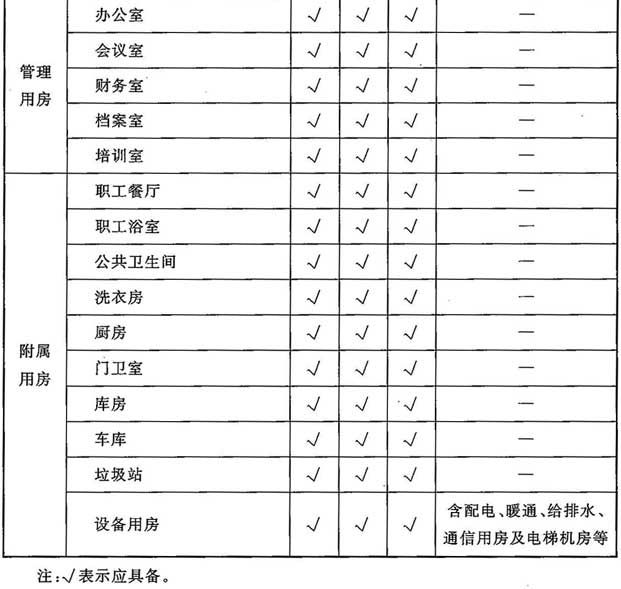 管理用房
办公室 √ √ √ —
会议室 √ √ √ —
财务室 √ √ √ —
档案室 √ √ √ —
培训室 √ √ √ —
附属用房
职工餐厅 √ √ √ —
职工浴室 √ √ √ —
公共卫生间 √ √ √ —
洗衣房 √ √ √ —
厨房 √ √ √ —
门卫室 √ √ √ —
库房 √ √ √ —
车库 √ √ √ —
垃圾站 √ √ √ —
设备用房 √ √ √ 含配电、暖通、给排水、
通信用房及电梯机房等
注:√表示应具备。